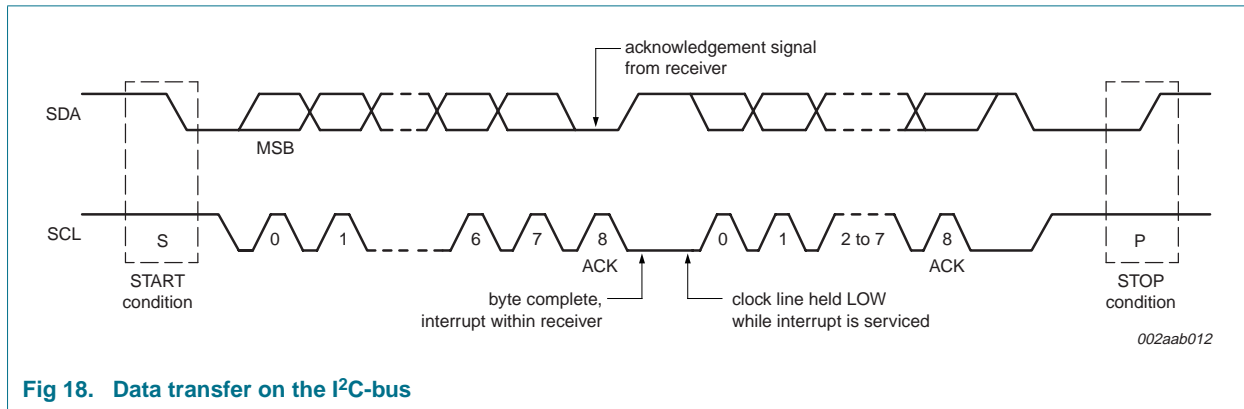 acknowledgement signal
from receiver
SDA
MSB
SCL
S
0
1
6
7
8
0
1
2 to 7
8
P
ACK
ACK
START
condition
byte complete,
interrupt within receiver
clock line held LOW
while interrupt is serviced
STOP
condition
002aab012
Fig 18. Data transfer on the I²C-bus